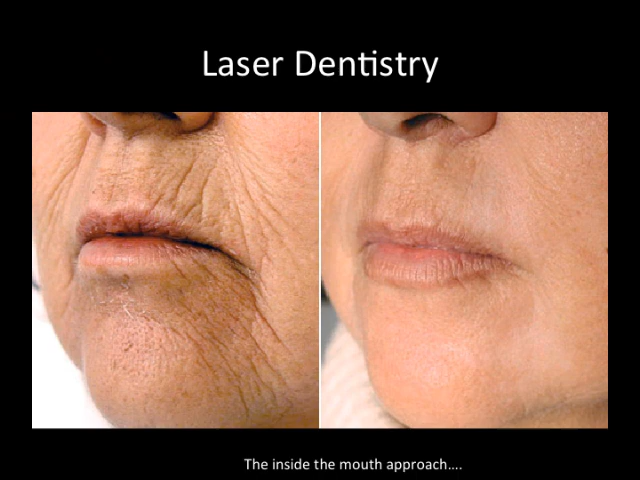 Laser Dentistry
The inside the mouth approach....